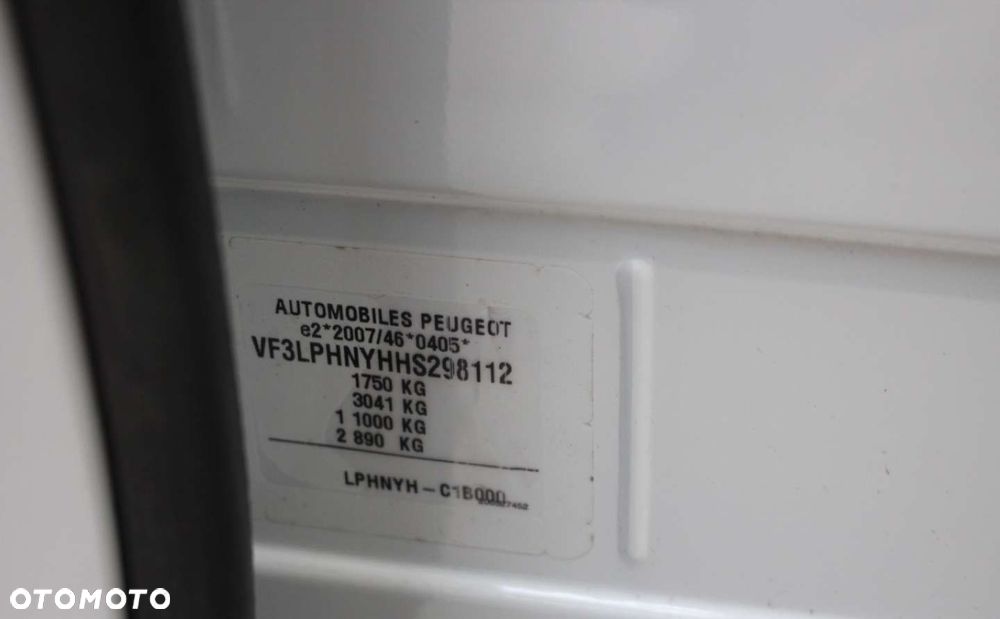 AUTOMOBILES PEUGEOT
e2*2007/46*0405*
VF3LPHNYHHS298112
1750 KG
3041 KG
1 1000 KG
2 890 KG
LPHNYH - C1B000
OTOMOTO